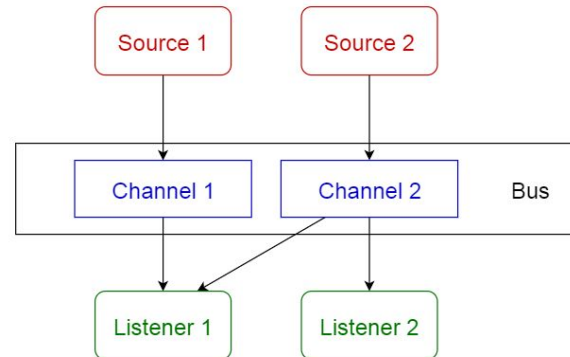 Source 1
Source 2
Channel 1
Channel 2
Bus
Listener 1
Listener 2